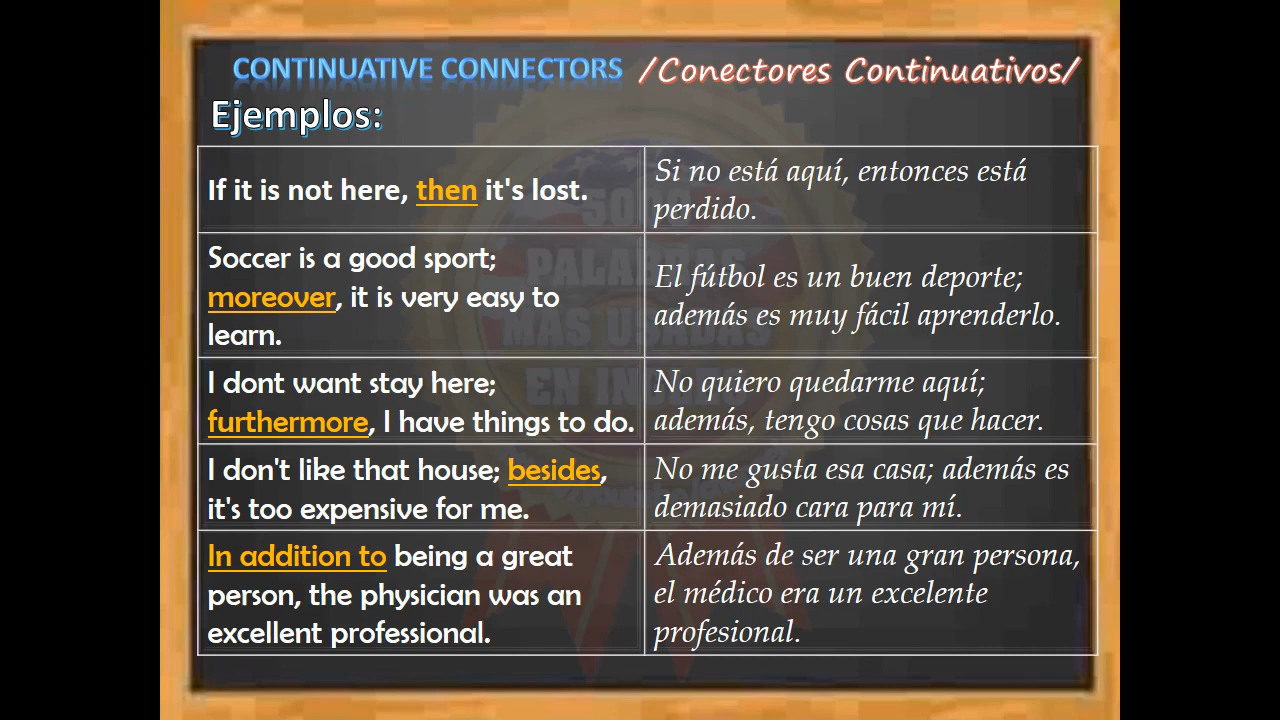 CONTINUATIVE CONNECTORS /Conectores Continuativos/
Ejemplos:
If it is not here, then it's lost.
Si no está aquí, entonces está
perdido.
Soccer is a good sport;
moreover, it is very easy to
learn.
El fútbol es un buen deporte;
además es muy fácil aprenderlo.
I dont want stay here;
furthermore, I have things to do.
No quiero quedarme aquí;
además, tengo cosas que hacer.
I don't like that house; besides,
it's too expensive for me.
No me gusta esa casa; además es
demasiado cara para mí.
In addition to being a great
person, the physician was an
excellent professional.
Además de ser una gran persona,
el médico era un excelente
profesional.
PALABRAS
MÁS USADAS